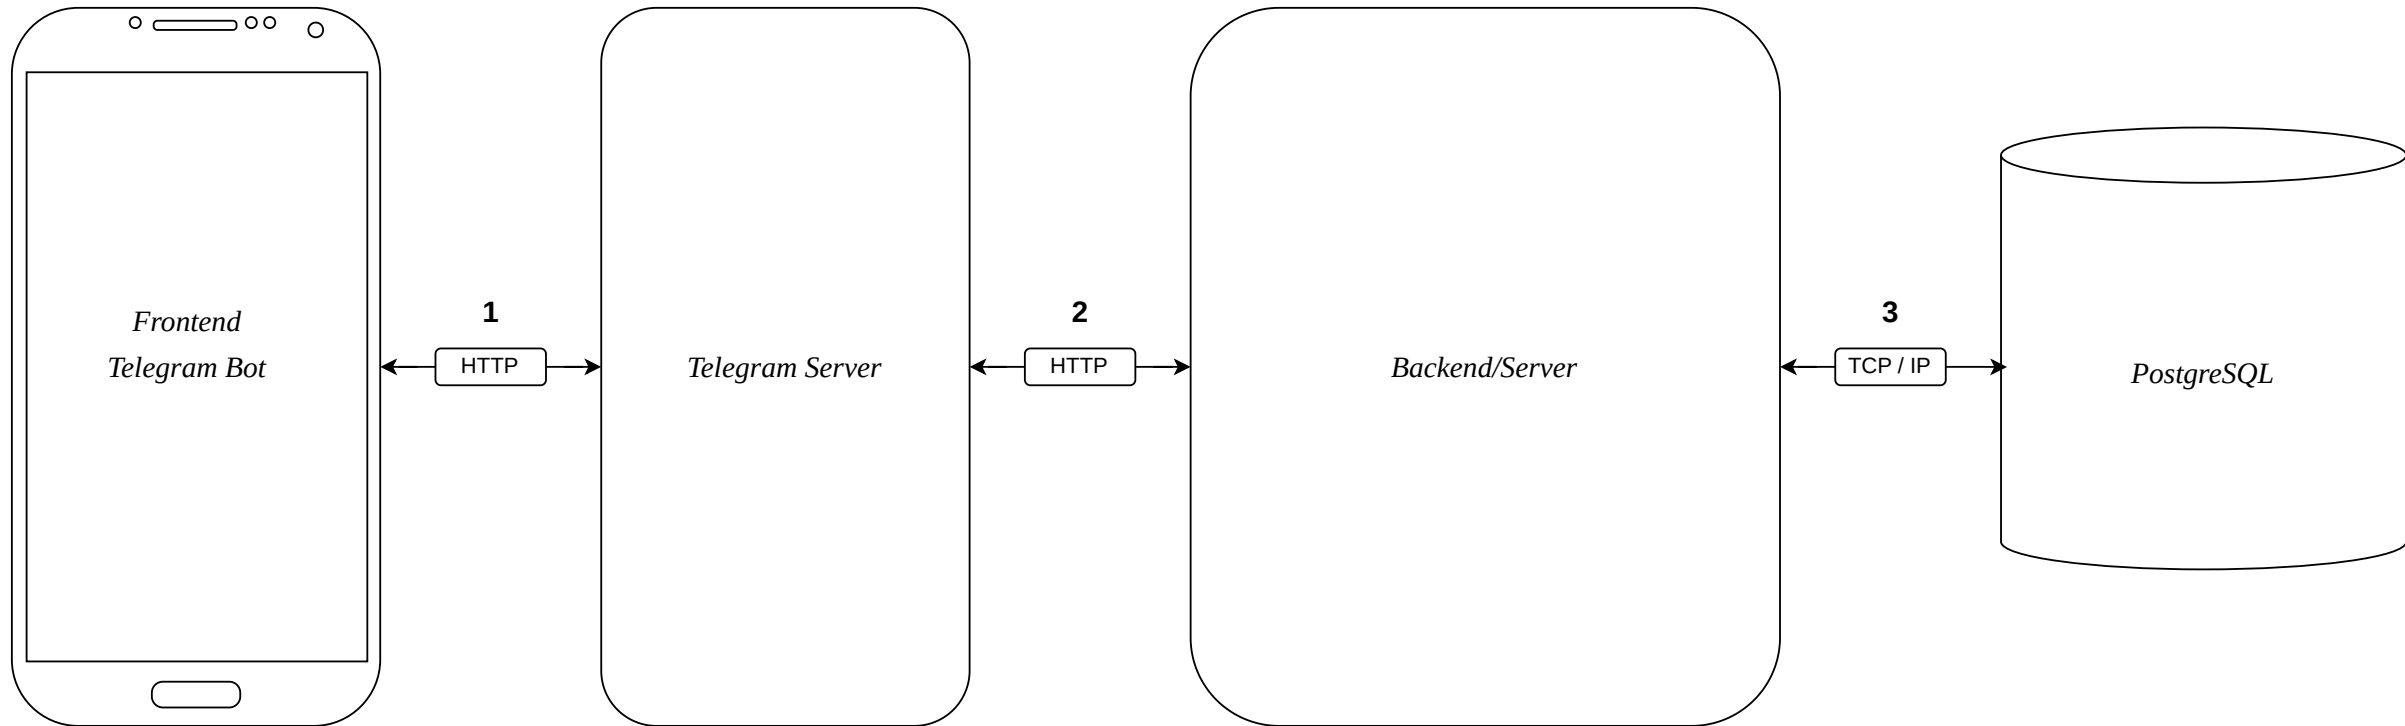 Frontend
Telegram Bot
1
HTTP
Telegram Server
2
HTTP
Backend/Server
3
TCP / IP
PostgreSQL